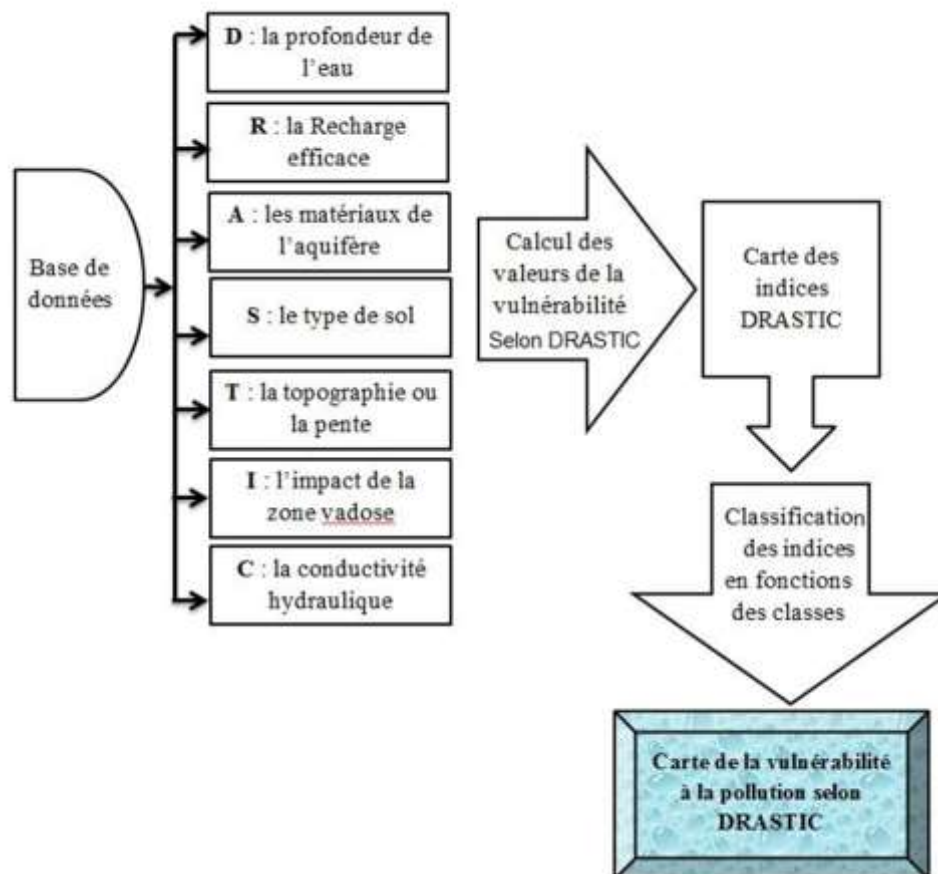 Base de
données
D : la profondeur de
l'eau
R : la Recharge
efficace
A : les matériaux de
l'aquifère
S : le type de sol
T : la topographie ou
la pente
I : l'impact de la
zone vadose
C : la conductivité
hydraulique
Calcul des
valeurs de la
vulnérabilité
Selon DRASTIC
Carte des
indices
DRASTIC
Classification
des indices
en fonctions
des classes
Carte de la vulnérabilité
à la pollution selon
DRASTIC